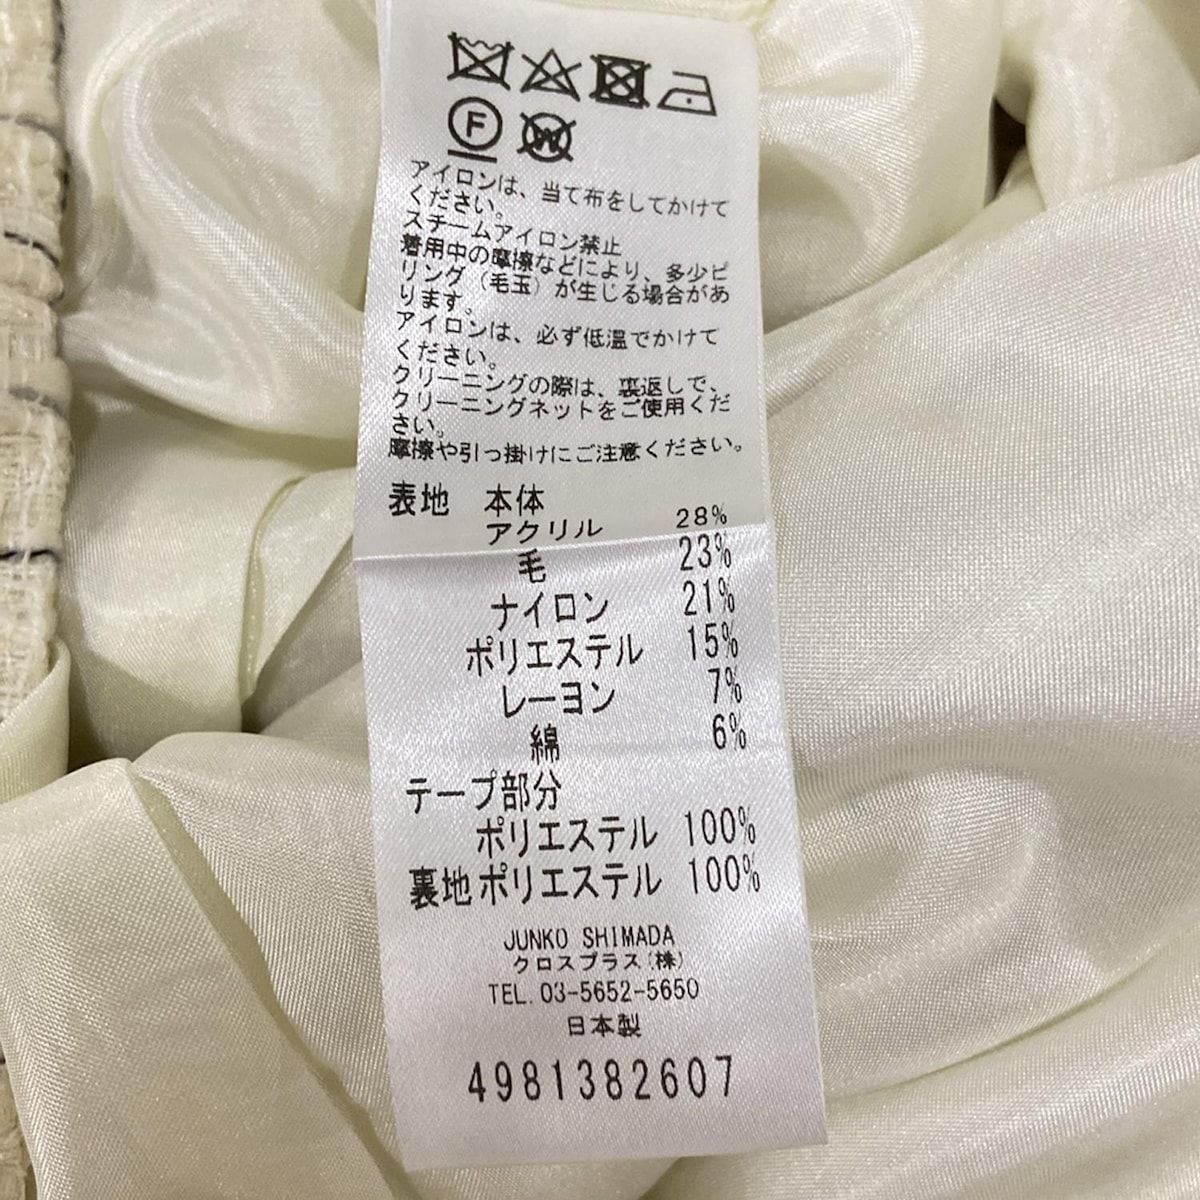 F W
アイロンは、当て布をしてかけて
ください。
スチームアイロン禁止
着用中の摩擦などにより、多少ピ
リング（毛玉）が生じる場合があ
ります。
アイロンは、必ず低温でかけて
ください。
クリーニングの際は、裏返しで、
クリーニングネットをご使用くだ
さい。
摩擦や引っ掛けにご注意ください。
表地 本体
アクリル 28%
毛 23%
ナイロン 21%
ポリエステル 15%
レーヨン 7%
綿 6%
テープ部分
ポリエステル 100%
裏地 ポリエステル 100%
JUNKO SHIMADA
クロスプラス(株)
TEL.03-5652-5650
日本製
4981382607